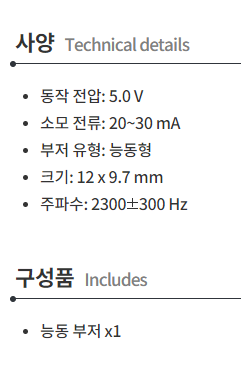 사양 Technical details
동작 전압: 5.0 V
소모 전류: 20~30 mA
부저 유형: 능동형
크기: 12 x 9.7 mm
주파수: 2300±300 Hz
구성품 Includes
능동 부저 x1